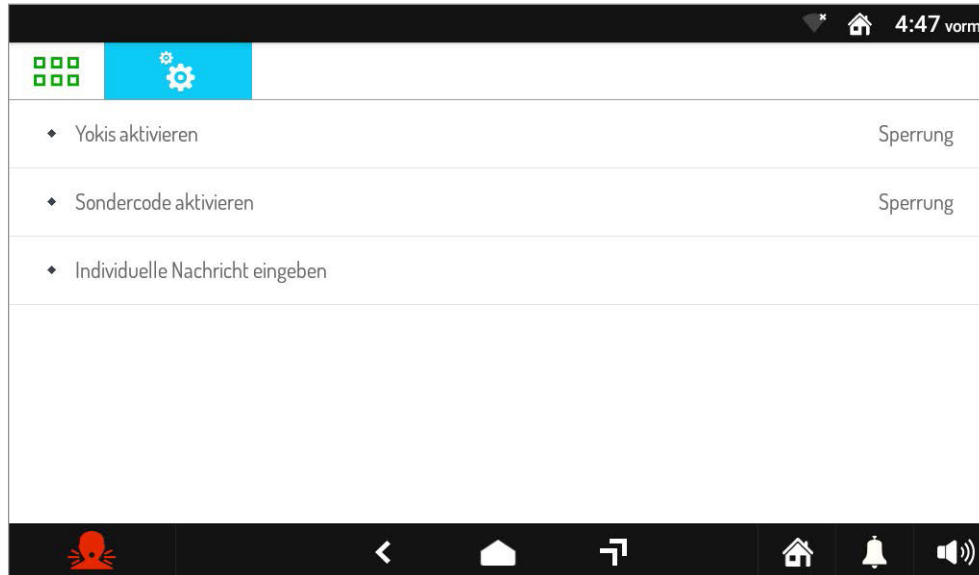 4:47 vorm
Yokis aktivieren Sperrung
Sondercode aktivieren Sperrung
Individuelle Nachricht eingeben